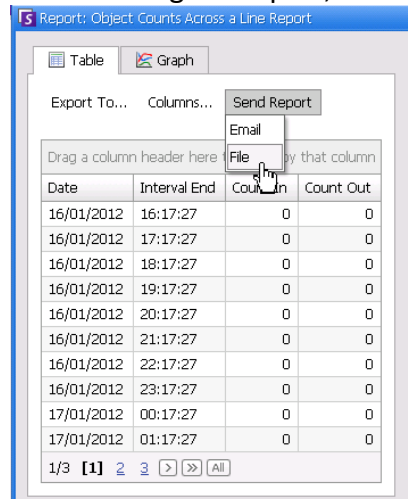 Report: Object Counts Across a Line Report
Table Graph
Export To... Columns... Send Report
Email
Drag a column header here by that column
File
Date Interval End Count In Count Out
16/01/2012 16:17:27 0 0
16/01/2012 17:17:27 0 0
16/01/2012 18:17:27 0 0
16/01/2012 19:17:27 0 0
16/01/2012 20:17:27 0 0
16/01/2012 21:17:27 0 0
16/01/2012 22:17:27 0 0
16/01/2012 23:17:27 0 0
17/01/2012 00:17:27 0 0
17/01/2012 01:17:27 0 0
1/3 [1] 2 3 > >> All